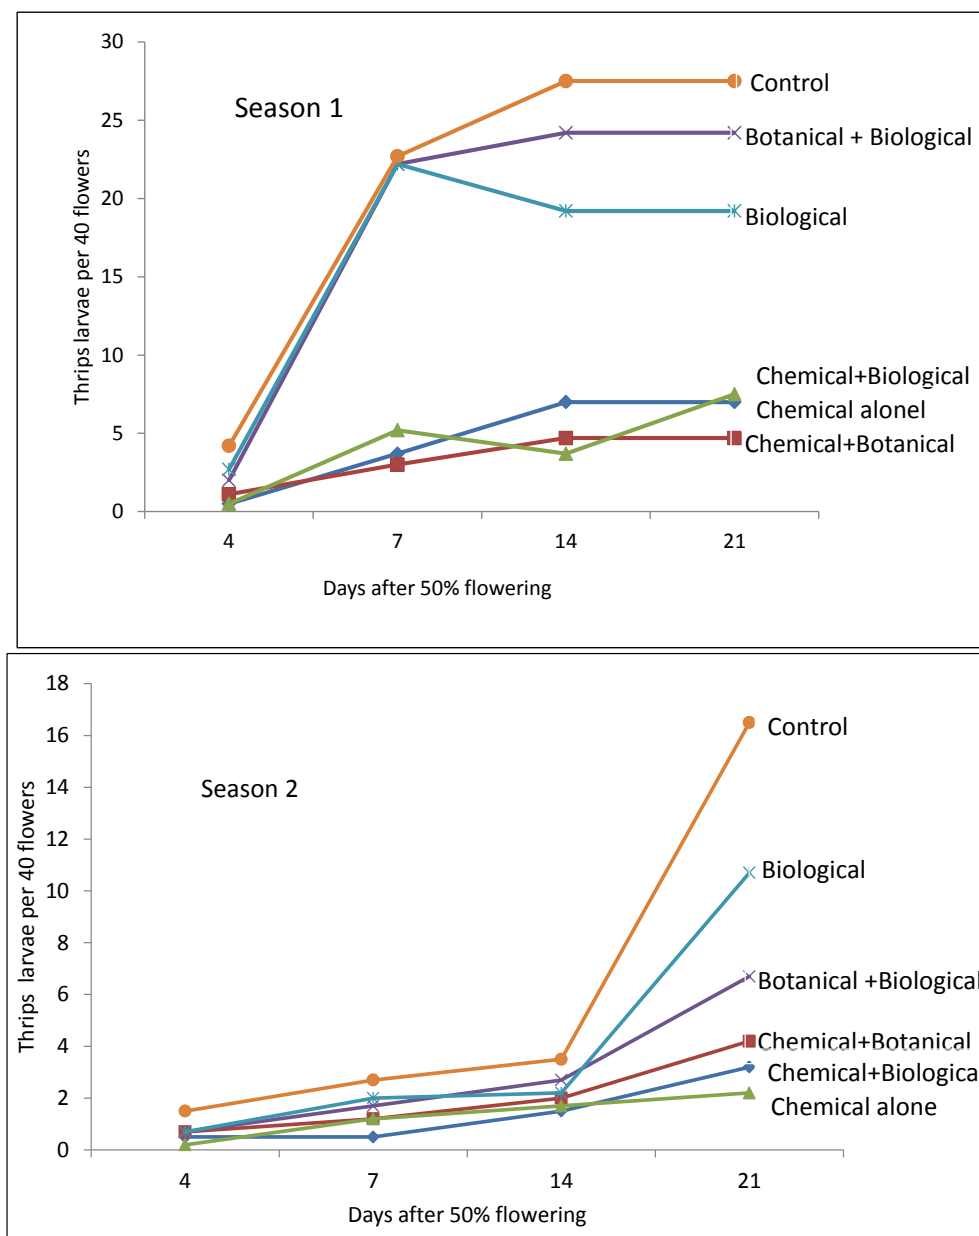 30
25
20
15
10
5
0
Thrips larvae per 40 flowers
Season 1
Control
Botanical + Biological
Biological
Chemical+Biological
Chemical alonel
Chemical+Botanical
4 7 14 21
Days after 50% flowering
18
16
14
12
10
8
6
4
2
0
Thrips larvae per 40 flowers
Season 2
Control
Biological
Botanical +Biological
Chemical+Botanical
Chemical+Biologica
Chemical alone
4 7 14 21
Days after 50% flowering